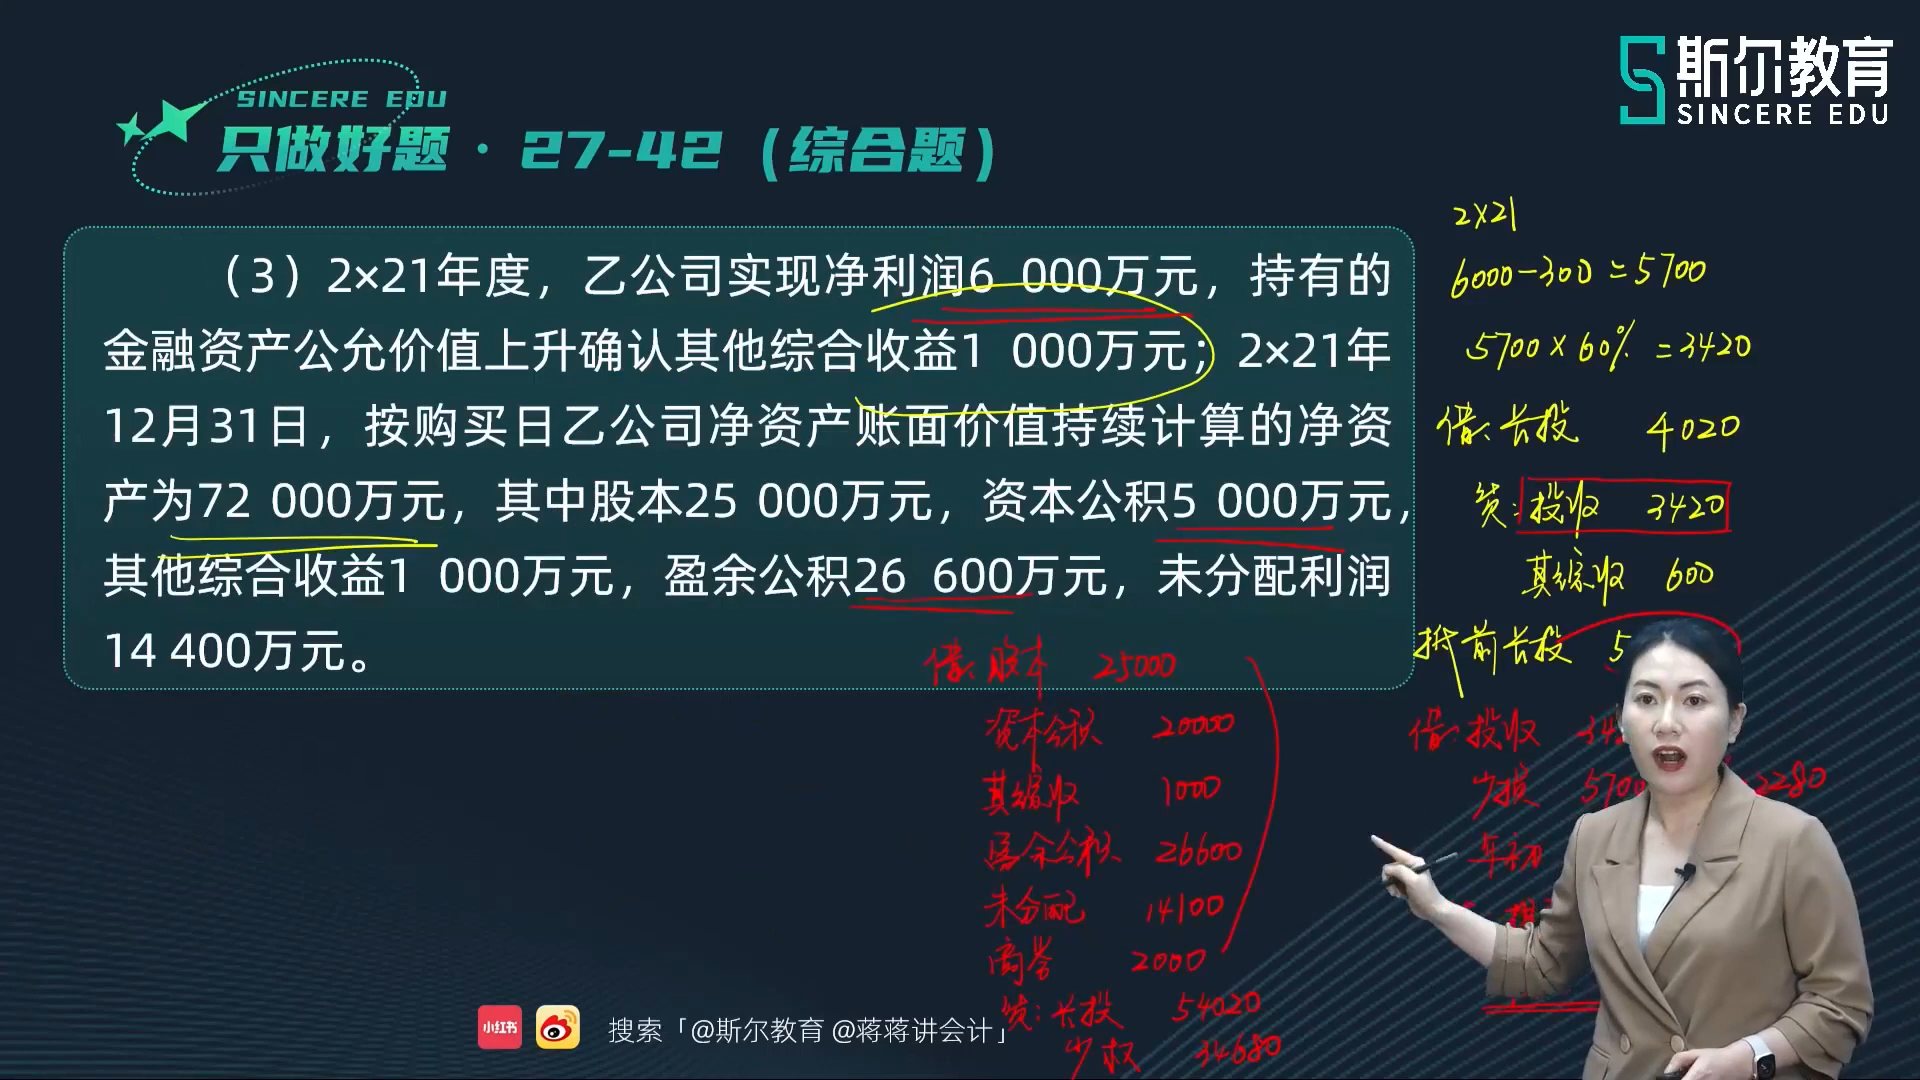 SINCERE EDU
只做好题 · 27-42（综合题）
斯尔教育
SINCERE EDU
（3）2×21年度，乙公司实现净利润6 000万元，持有的
金融资产公允价值上升确认其他综合收益1 000万元；2×21年
12月31日，按购买日乙公司净资产账面价值持续计算的净资
产为72 000万元，其中股本25 000万元，资本公积5 000万元，
其他综合收益1 000万元，盈余公积26 600万元，未分配利润
14 400万元。
2×21
6000-300=5700
5700×60%=3420
借:长投 4020
贷:投收 3420
其综收 600
拆前长投 5
借:股本 25000
资本公积 20000
其综收 1000
盈余公积 26600
未分配 14100
商誉 2000
贷:长投 54020
少权 34680
借:投收 34
少损 5700 2280
年初
小红书
搜索「@斯尔教育 @蒋蒋讲会计」